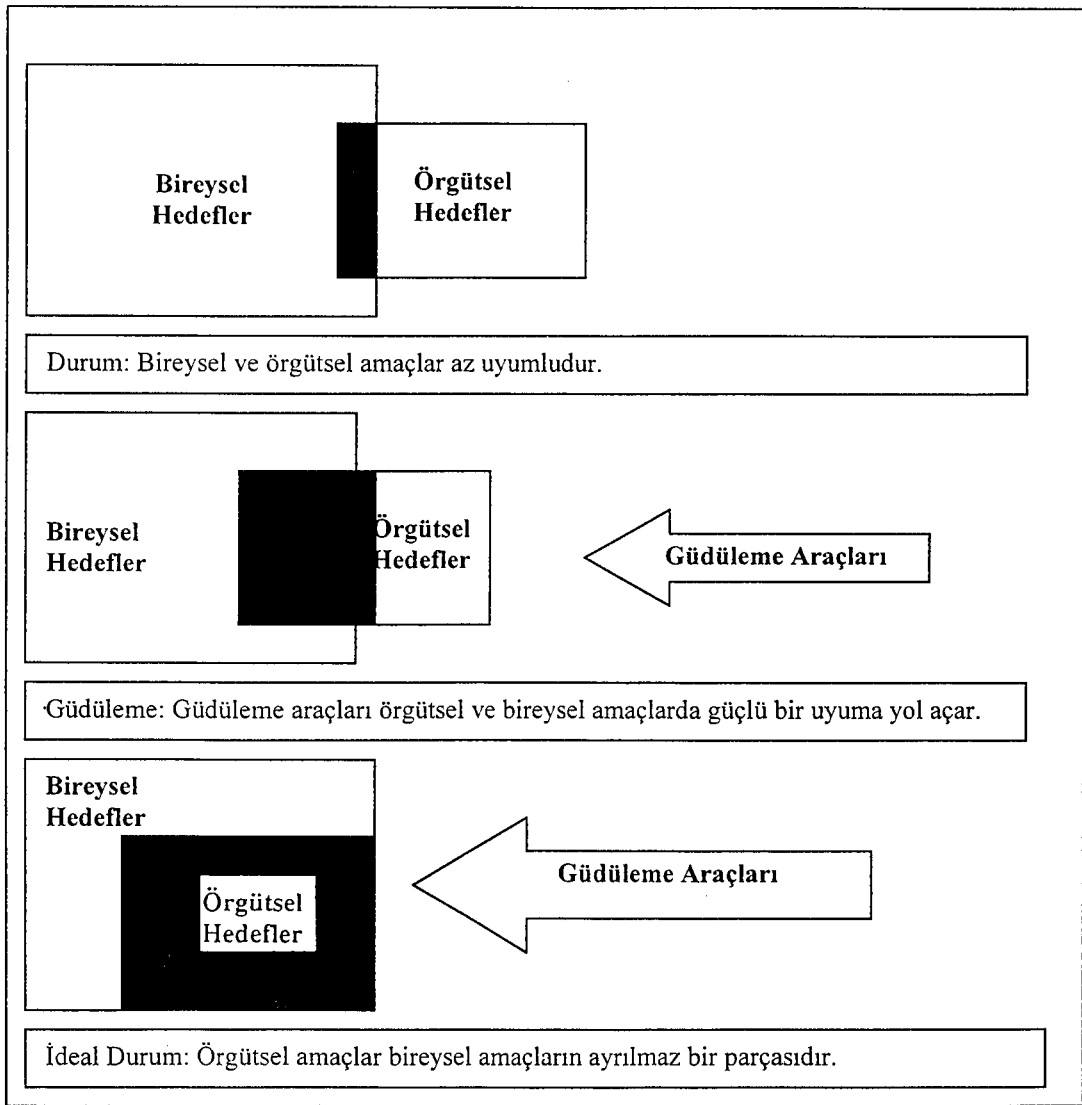 Bireysel
Hedefler
Örgütsel
Hedefler
Durum: Bireysel ve örgütsel amaçlar az uyumludur.
Bireysel
Hedefler
Örgütsel
Hedefler
Güdüleme Araçları
Güdüleme: Güdüleme araçları örgütsel ve bireysel amaçlarda güçlü bir uyuma yol açar.
Bireysel
Hedefler
Örgütsel
Hedefler
Güdüleme Araçları
İdeal Durum: Örgütsel amaçlar bireysel amaçların ayrılmaz bir parçasıdır.